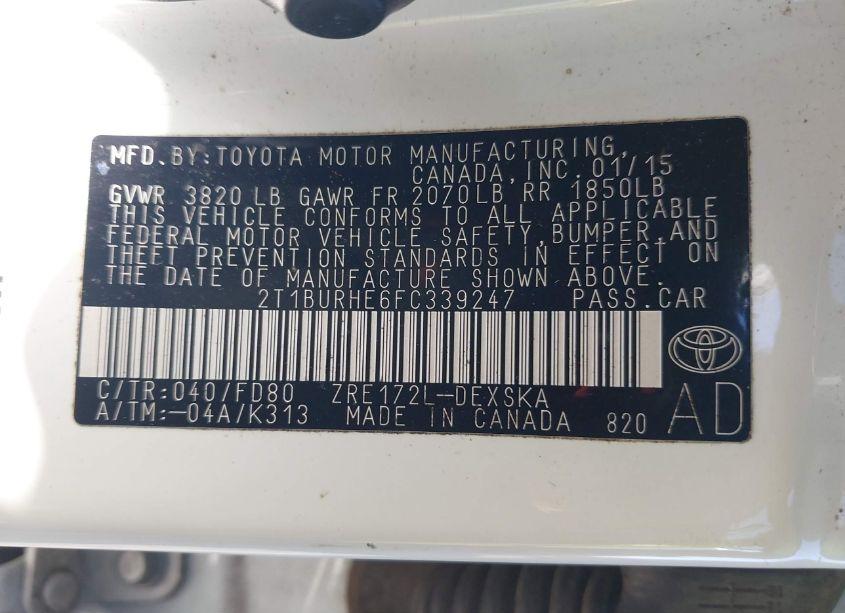 MFD. BY: TOYOTA MOTOR MANUFACTURING,
CANADA, INC. 01/15
GVWR 3820 LB GAWR FR 2070LB RR 1850LB
THIS VEHICLE CONFORMS TO ALL APPLICABLE
FEDERAL MOTOR VEHICLE SAFETY, BUMPER, AND
THEFT PREVENTION STANDARDS IN EFFECT ON
THE DATE OF MANUFACTURE SHOWN ABOVE.
2T1BURHE6FC339247 PASS.CAR
C/TR: 040/FD80 ZRE172L-DEXSKA
A/TM:-04A/K313 MADE IN CANADA 820 AD